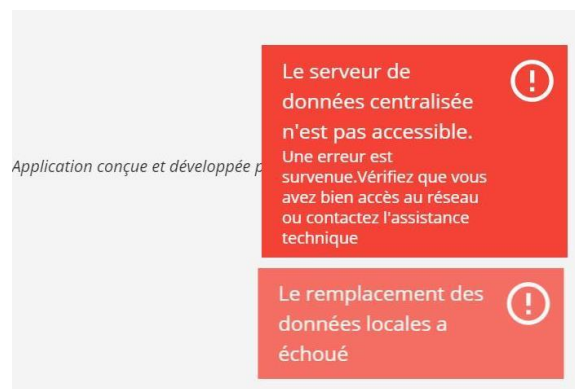 Le serveur de
données centralisée
n'est pas accessible.
Une erreur est
survenue.Vérifiez que vous
avez bien accès au réseau
ou contactez l'assistance
technique
Application conçue et développée p
Le remplacement des
données locales a
échoué